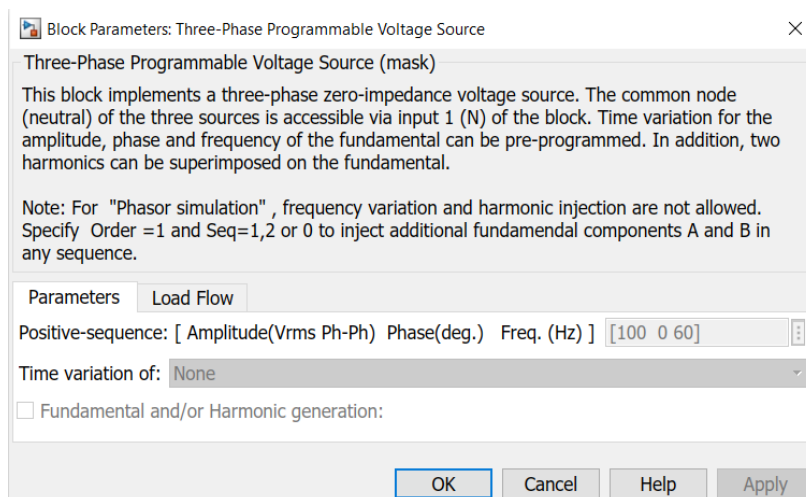 Block Parameters: Three-Phase Programmable Voltage Source
Three-Phase Programmable Voltage Source (mask)
This block implements a three-phase zero-impedance voltage source. The common node
(neutral) of the three sources is accessible via input 1 (N) of the block. Time variation for the
amplitude, phase and frequency of the fundamental can be pre-programmed. In addition, two
harmonics can be superimposed on the fundamental.
Note: For "Phasor simulation" , frequency variation and harmonic injection are not allowed.
Specify Order =1 and Seq=1,2 or 0 to inject additional fundamendal components A and B in
any sequence.
Parameters Load Flow
Positive-sequence: [ Amplitude(Vrms Ph-Ph) Phase(deg.) Freq. (Hz) ] [100 0 60]
Time variation of: None
Fundamental and/or Harmonic generation:
OK Cancel Help Apply